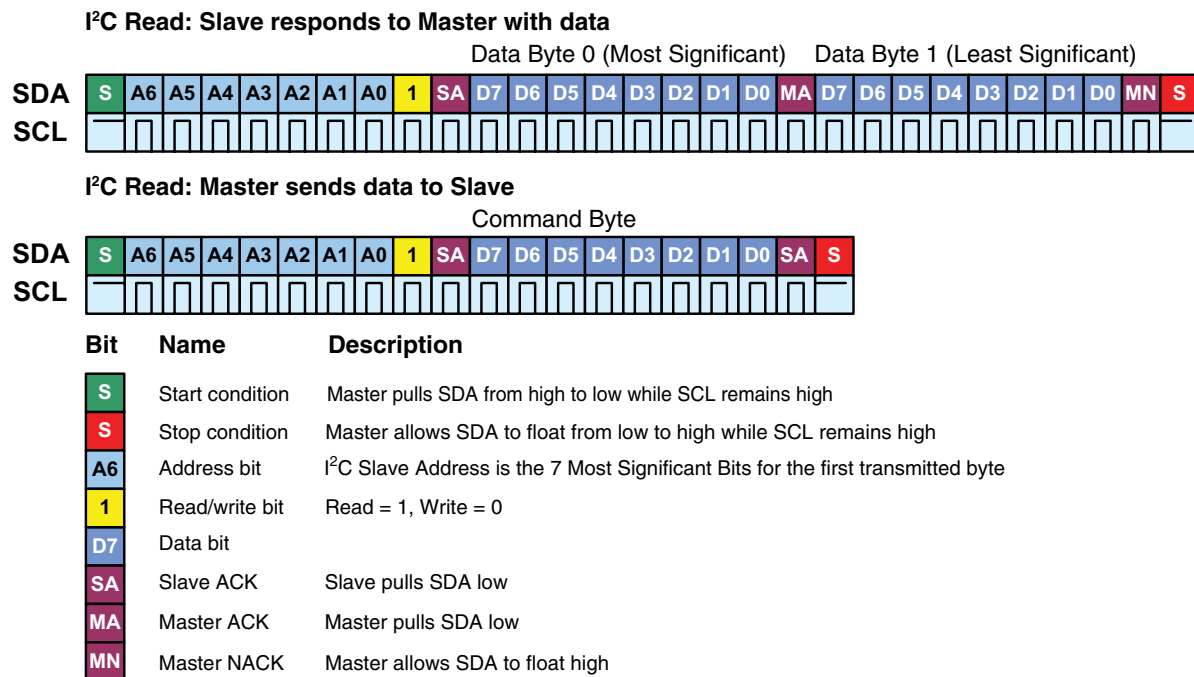 I²C Read: Slave responds to Master with data
Data Byte 0 (Most Significant) Data Byte 1 (Least Significant)
SDA S A6 A5 A4 A3 A2 A1 A0 1 SA D7 D6 D5 D4 D3 D2 D1 D0 MA D7 D6 D5 D4 D3 D2 D1 D0 MN S
SCL
I²C Read: Master sends data to Slave
Command Byte
SDA S A6 A5 A4 A3 A2 A1 A0 1 SA D7 D6 D5 D4 D3 D2 D1 D0 SA S
SCL
Bit Name Description
S Start condition Master pulls SDA from high to low while SCL remains high
S Stop condition Master allows SDA to float from low to high while SCL remains high
A6 Address bit I²C Slave Address is the 7 Most Significant Bits for the first transmitted byte
1 Read/write bit Read = 1, Write = 0
D7 Data bit
SA Slave ACK Slave pulls SDA low
MA Master ACK Master pulls SDA low
MN Master NACK Master allows SDA to float high